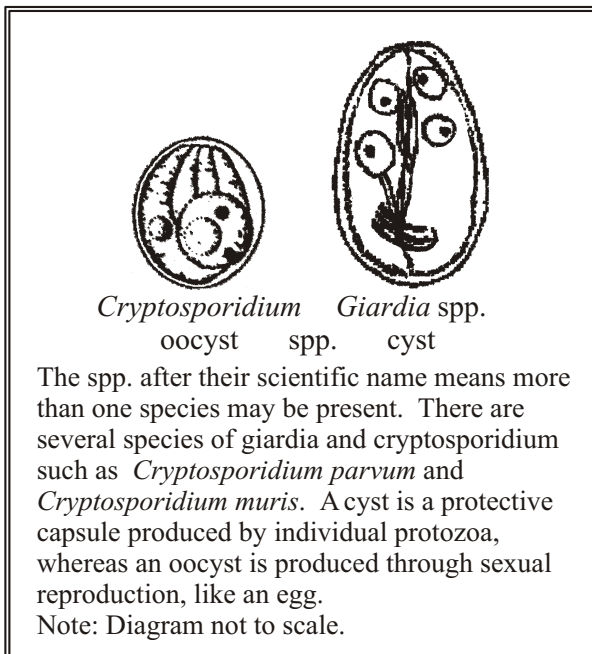 Cryptosporidium Giardia spp.
oocyst spp. cyst
The spp. after their scientific name means more
than one species may be present. There are
several species of giardia and cryptosporidium
such as Cryptosporidium parvum and
Cryptosporidium muris. A cyst is a protective
capsule produced by individual protozoa,
whereas an oocyst is produced through sexual
reproduction, like an egg.
Note: Diagram not to scale.